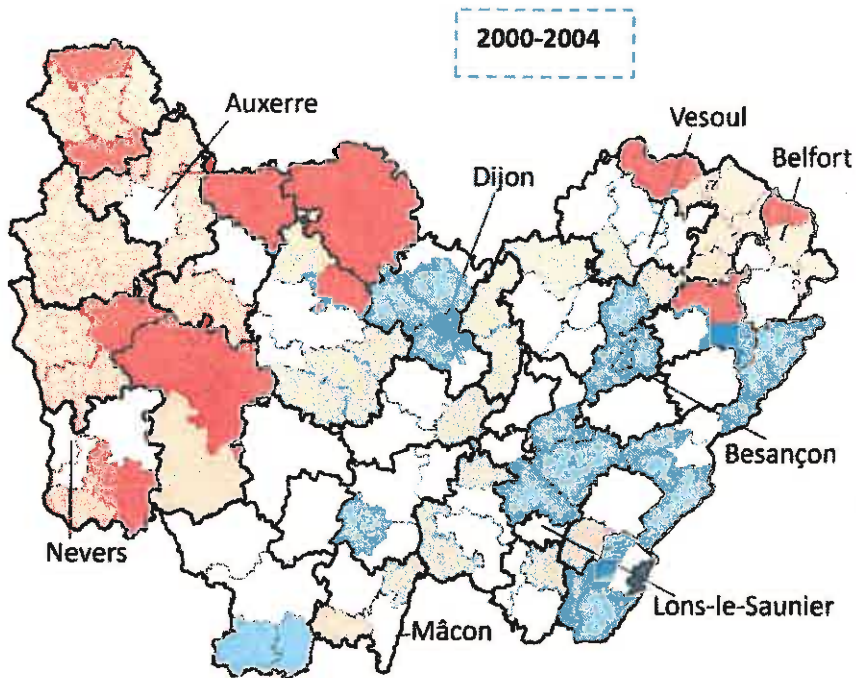 2000-2004
Auxerre
Vesoul
Belfort
Dijon
Besançon
Nevers
Lons-le-Saunier
Mâcon